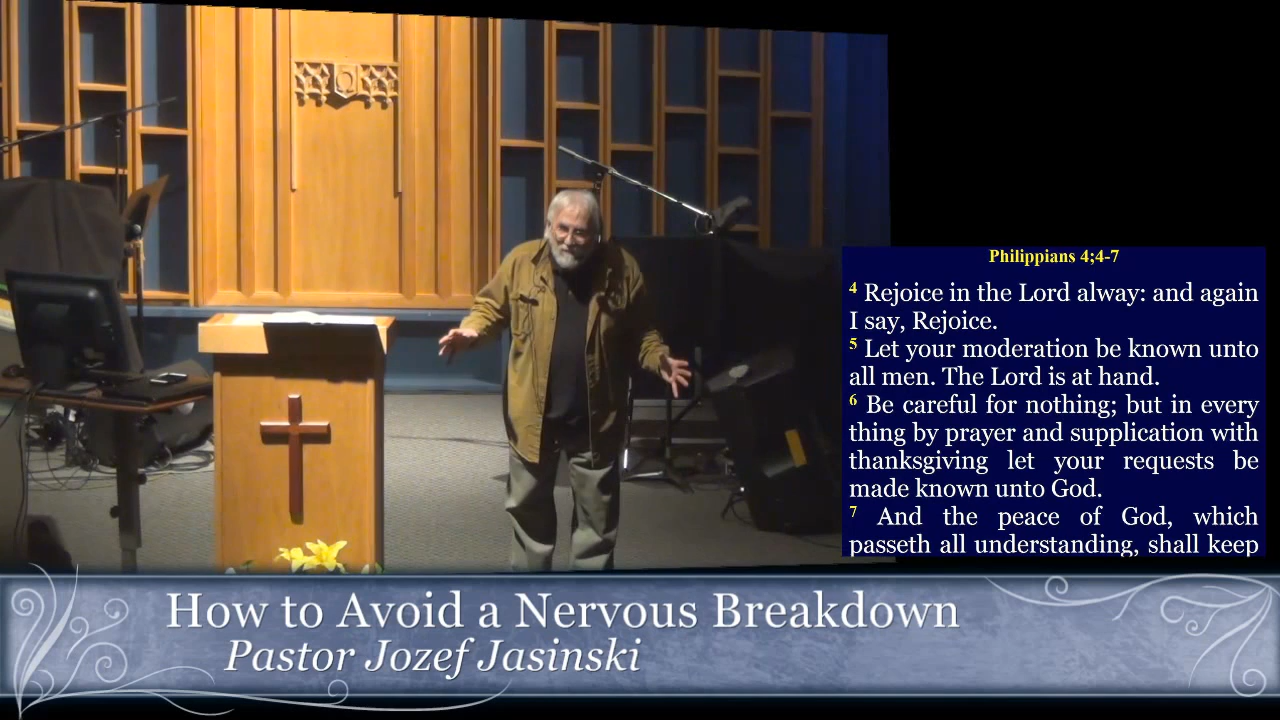 Philippians 4;4-7
4 Rejoice in the Lord alway: and again
I say, Rejoice.
5 Let your moderation be known unto
all men. The Lord is at hand.
6 Be careful for nothing; but in every
thing by prayer and supplication with
thanksgiving let your requests be
made known unto God.
7 And the peace of God, which
passeth all understanding, shall keep
How to Avoid a Nervous Breakdown
Pastor Jozef Jasinski